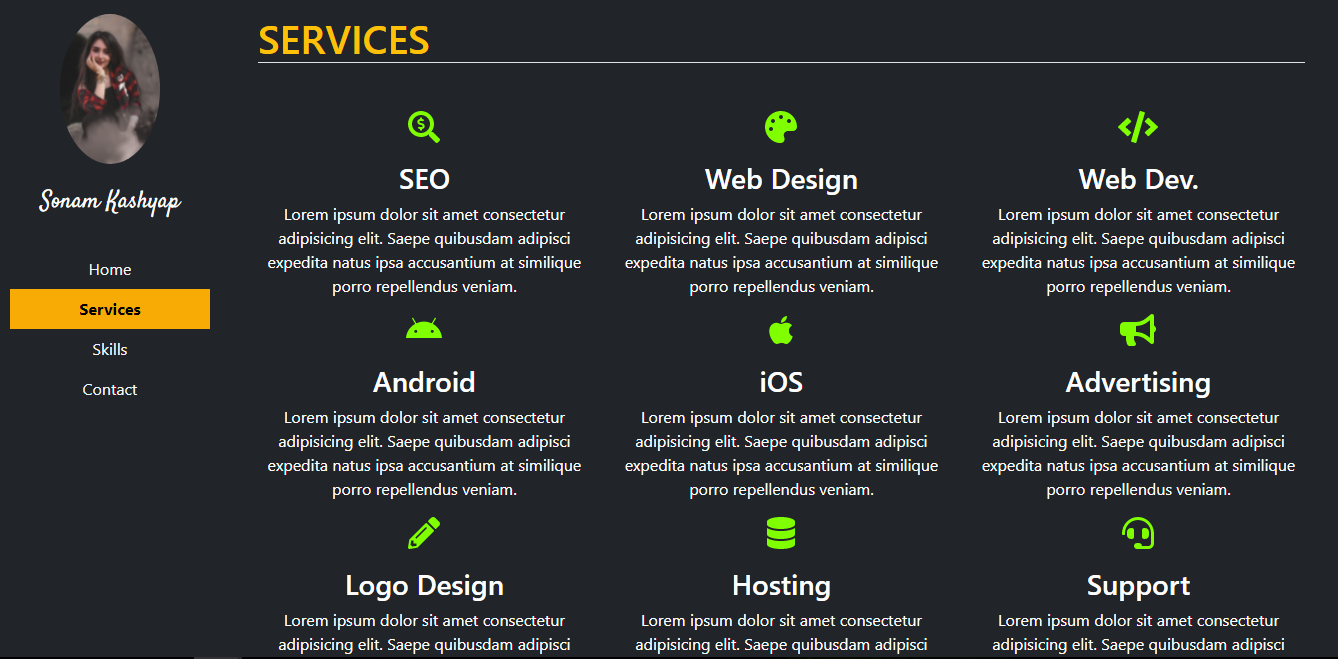 Sonam Kashyap
Home
Services
Skills
Contact
SERVICES
SEO
Lorem ipsum dolor sit amet consectetur
adipisicing elit. Saepe quibusdam adipisci
expedita natus ipsa accusantium at similique
porro repellendus veniam.
Web Design
Lorem ipsum dolor sit amet consectetur
adipisicing elit. Saepe quibusdam adipisci
expedita natus ipsa accusantium at similique
porro repellendus veniam.
Web Dev.
Lorem ipsum dolor sit amet consectetur
adipisicing elit. Saepe quibusdam adipisci
expedita natus ipsa accusantium at similique
porro repellendus veniam.
Android
Lorem ipsum dolor sit amet consectetur
adipisicing elit. Saepe quibusdam adipisci
expedita natus ipsa accusantium at similique
porro repellendus veniam.
iOS
Lorem ipsum dolor sit amet consectetur
adipisicing elit. Saepe quibusdam adipisci
expedita natus ipsa accusantium at similique
porro repellendus veniam.
Advertising
Lorem ipsum dolor sit amet consectetur
adipisicing elit. Saepe quibusdam adipisci
expedita natus ipsa accusantium at similique
porro repellendus veniam.
Logo Design
Lorem ipsum dolor sit amet consectetur
adipisicing elit. Saepe quibusdam adipisci
Hosting
Lorem ipsum dolor sit amet consectetur
adipisicing elit. Saepe quibusdam adipisci
Support
Lorem ipsum dolor sit amet consectetur
adipisicing elit. Saepe quibusdam adipisci